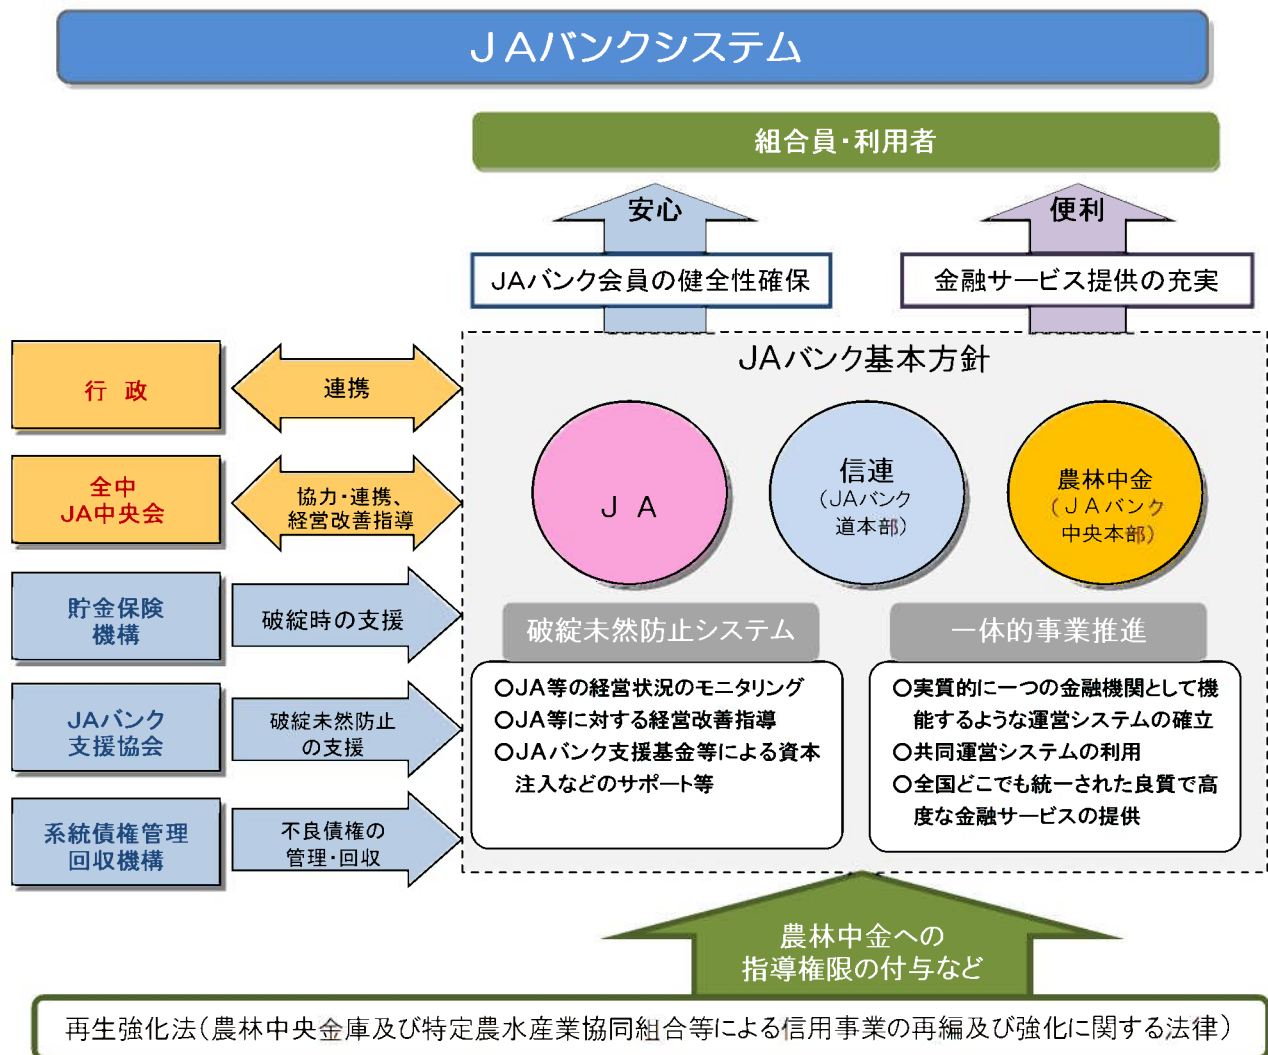 JAバンクシステム
組合員・利用者
安心
便利
JAバンク会員の健全性確保
金融サービス提供の充実
JAバンク基本方針
行 政
連携
全中
JA中央会
協力・連携、
経営改善指導
貯金保険
機構
破綻時の支援
JAバンク
支援協会
破綻未然防止
の支援
系統債権管理
回収機構
不良債権の
管理・回収
J A
信連
(JAバンク
道本部)
農林中金
(JAバンク
中央本部)
破綻未然防止システム
○JA等の経営状況のモニタリング
○JA等に対する経営改善指導
○JAバンク支援基金等による資本
注入などのサポート等
一体的事業推進
○実質的に一つの金融機関として機
能するような運営システムの確立
○共同運営システムの利用
○全国どこでも統一された良質で高
度な金融サービスの提供
農林中金への
指導権限の付与など
再生強化法(農林中央金庫及び特定農水産業協同組合等による信用事業の再編及び強化に関する法律)